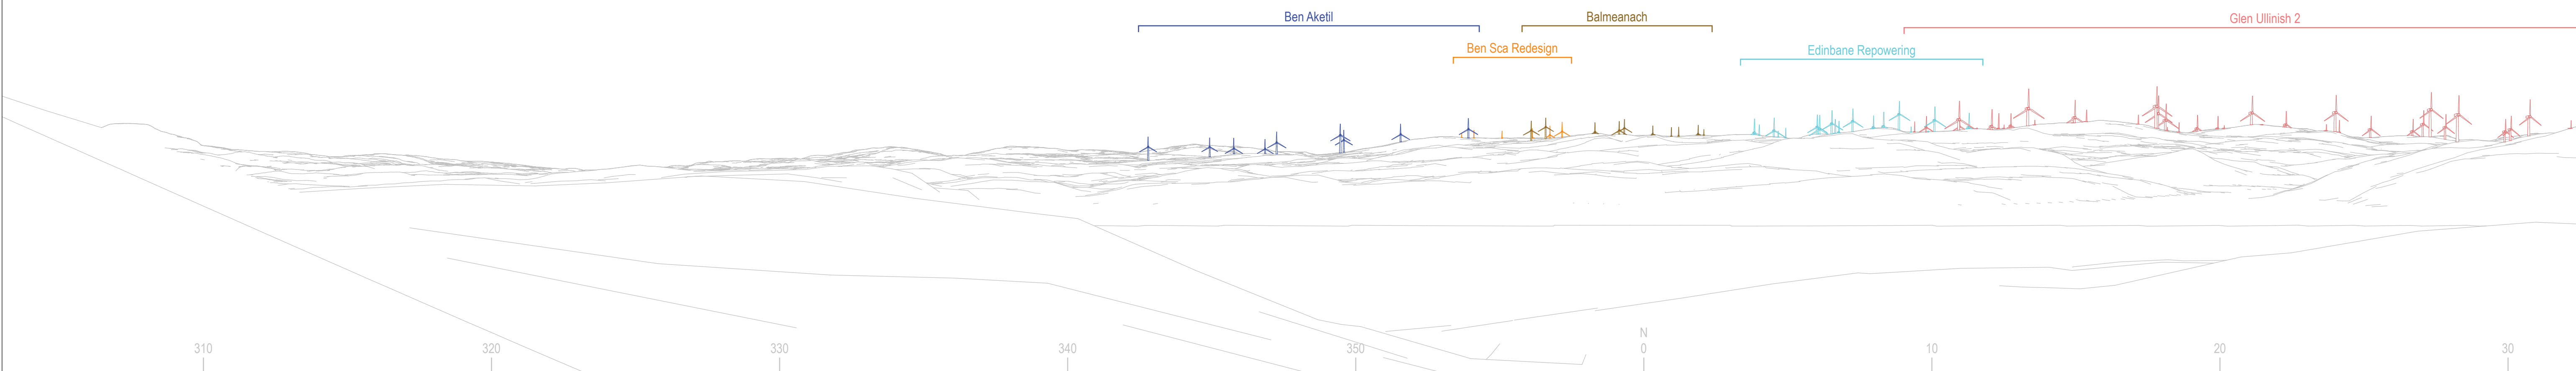 Ben Aketil
Balmeanach
Glen Ullinish 2
Ben Sca Redesign
Edinbane Repowering
N
310
320
330
340
350
0
10
20
30